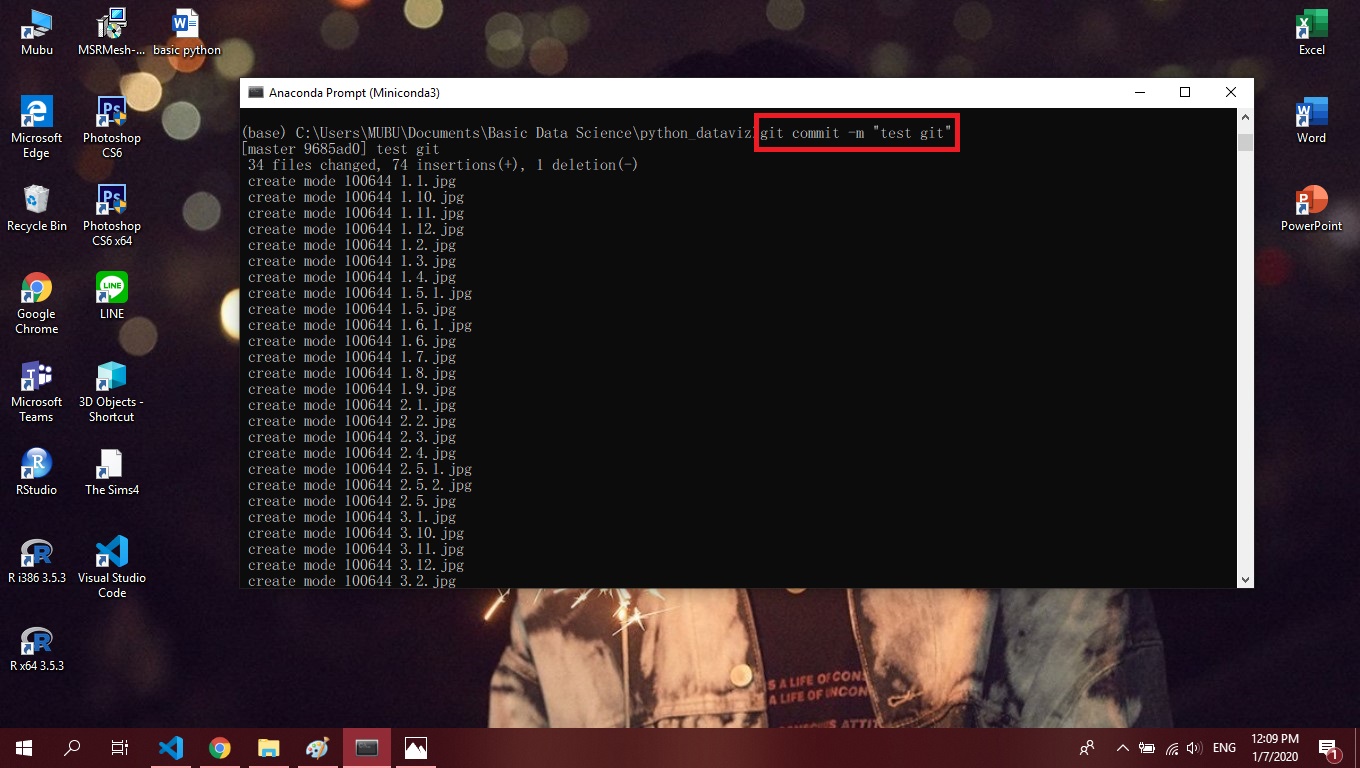 Mubu
MSRMesh-...
basic python
Microsoft
Edge
Photoshop
CS6
Recycle Bin
Photoshop
CS6 x64
Google
Chrome
LINE
LINE
Microsoft
Teams
3D Objects -
Shortcut
RStudio
The Sims4
R i386 3.5.3
Visual Studio
Code
R x64 3.5.3
Excel
Word
PowerPoint
Anaconda Prompt (Miniconda3)
(base) C:\Users\MUBU\Documents\Basic Data Science\python_dataviz>git commit -m "test git"
[master 9685ad0] test git
34 files changed, 74 insertions(+), 1 deletion(-)
create mode 100644 1.1.jpg
create mode 100644 1.10.jpg
create mode 100644 1.11.jpg
create mode 100644 1.12.jpg
create mode 100644 1.2.jpg
create mode 100644 1.3.jpg
create mode 100644 1.4.jpg
create mode 100644 1.5.1.jpg
create mode 100644 1.5.jpg
create mode 100644 1.6.1.jpg
create mode 100644 1.6.jpg
create mode 100644 1.7.jpg
create mode 100644 1.8.jpg
create mode 100644 1.9.jpg
create mode 100644 2.1.jpg
create mode 100644 2.2.jpg
create mode 100644 2.3.jpg
create mode 100644 2.4.jpg
create mode 100644 2.5.1.jpg
create mode 100644 2.5.2.jpg
create mode 100644 2.5.jpg
create mode 100644 3.1.jpg
create mode 100644 3.10.jpg
create mode 100644 3.11.jpg
create mode 100644 3.12.jpg
create mode 100644 3.2.jpg
S A LIFE OF CONS
A LIFE OF UNCON
ATTIT
ENG
12:09 PM
1/7/2020
1